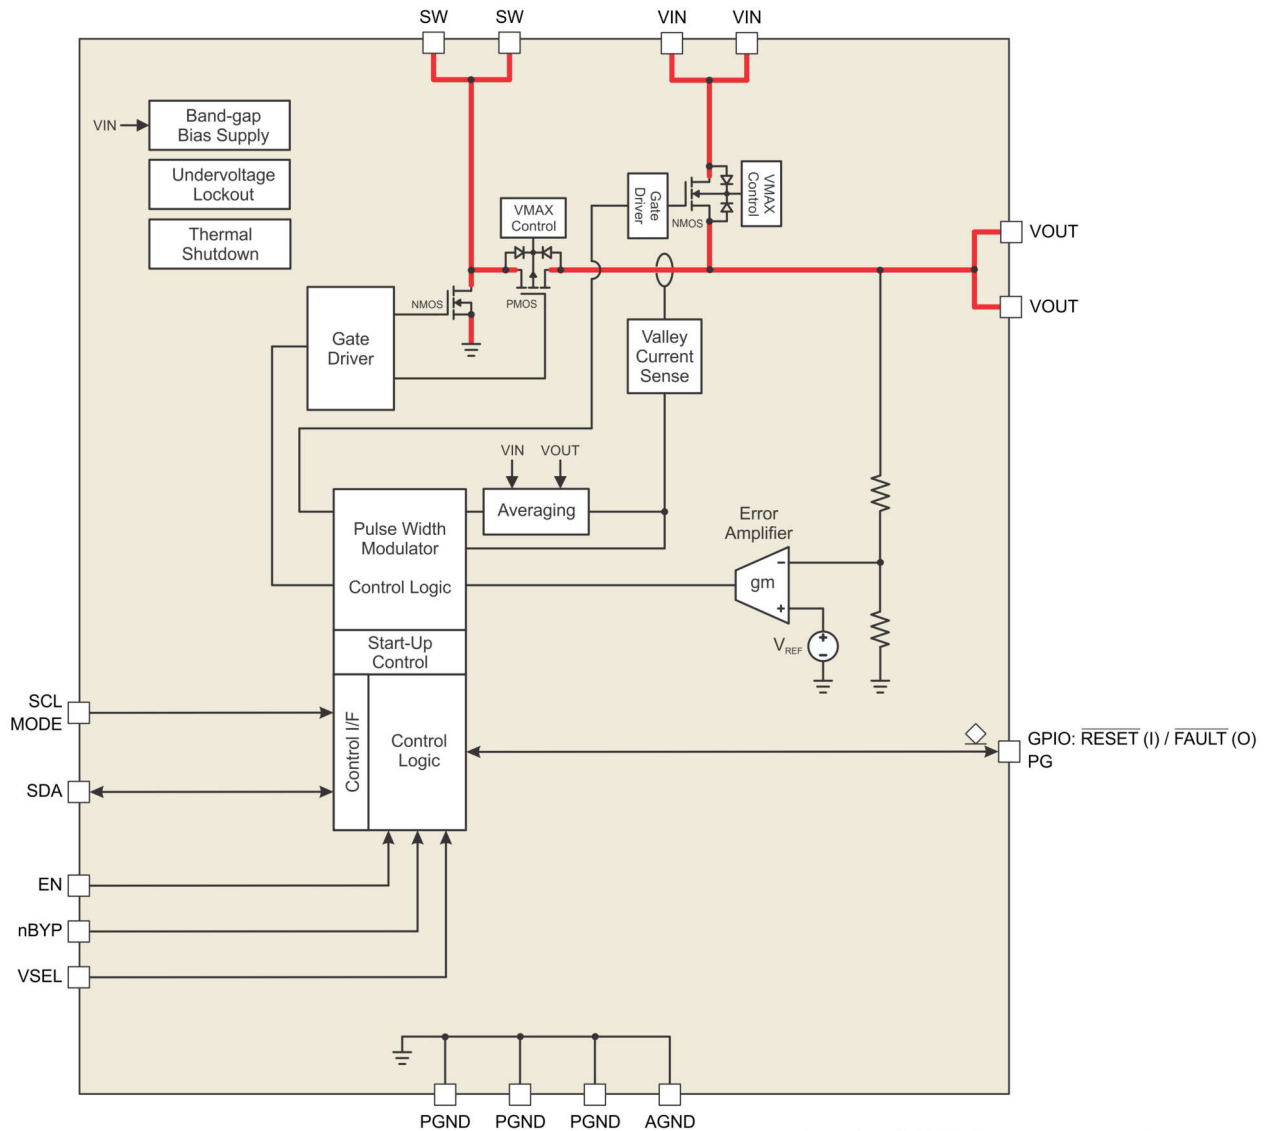 SW
SW
VIN
VIN
VIN
Band-gap
Bias Supply
Undervoltage
Lockout
Thermal
Shutdown
VMAX
Control
Gate
Driver
NMOS
VMAX
Control
VOUT
VOUT
NMOS
PMOS
Gate
Driver
Valley
Current
Sense
VIN
VOUT
Averaging
Pulse Width
Modulator
Control Logic
Error
Amplifier
−
gm
+
VREF
+
−
Start-Up
Control
Control I/F
Control
Logic
SCL
MODE
SDA
EN
nBYP
VSEL
GPIO: RESET (I) / FAULT (O)
PG
PGND
PGND
PGND
AGND